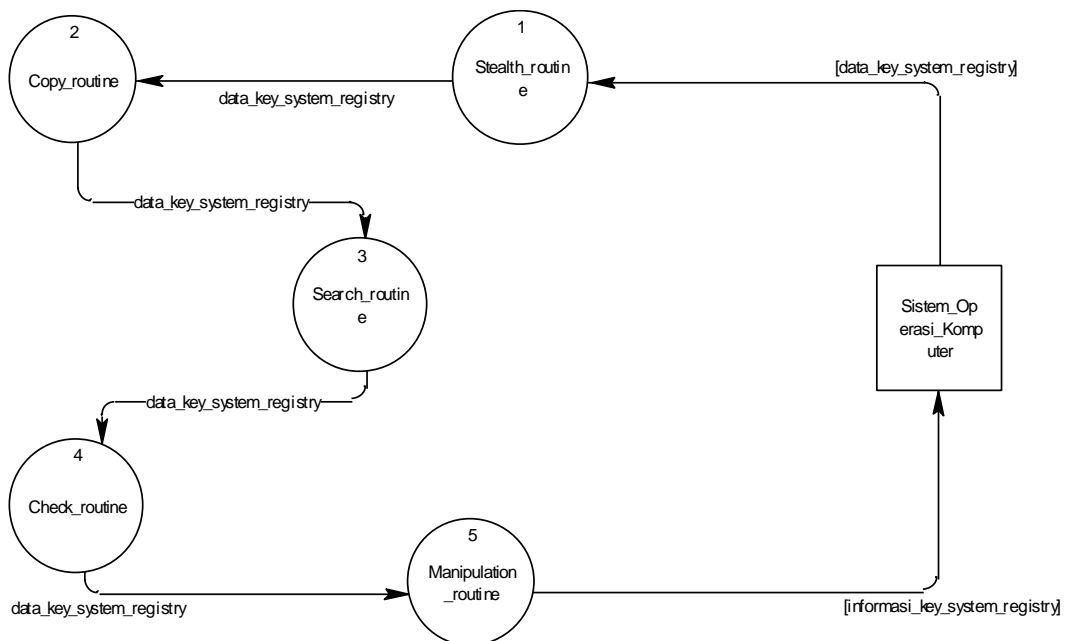 1
Stealth_routin
e
2
Copy_routine
[data_key_system_registry]
data_key_system_registry
data_key_system_registry
3
Search_routin
e
Sistem_Op
erasi_Komp
uter
data_key_system_registry
4
Check_routine
5
Manipulation
_routine
data_key_system_registry
[informasi_key_system_registry]